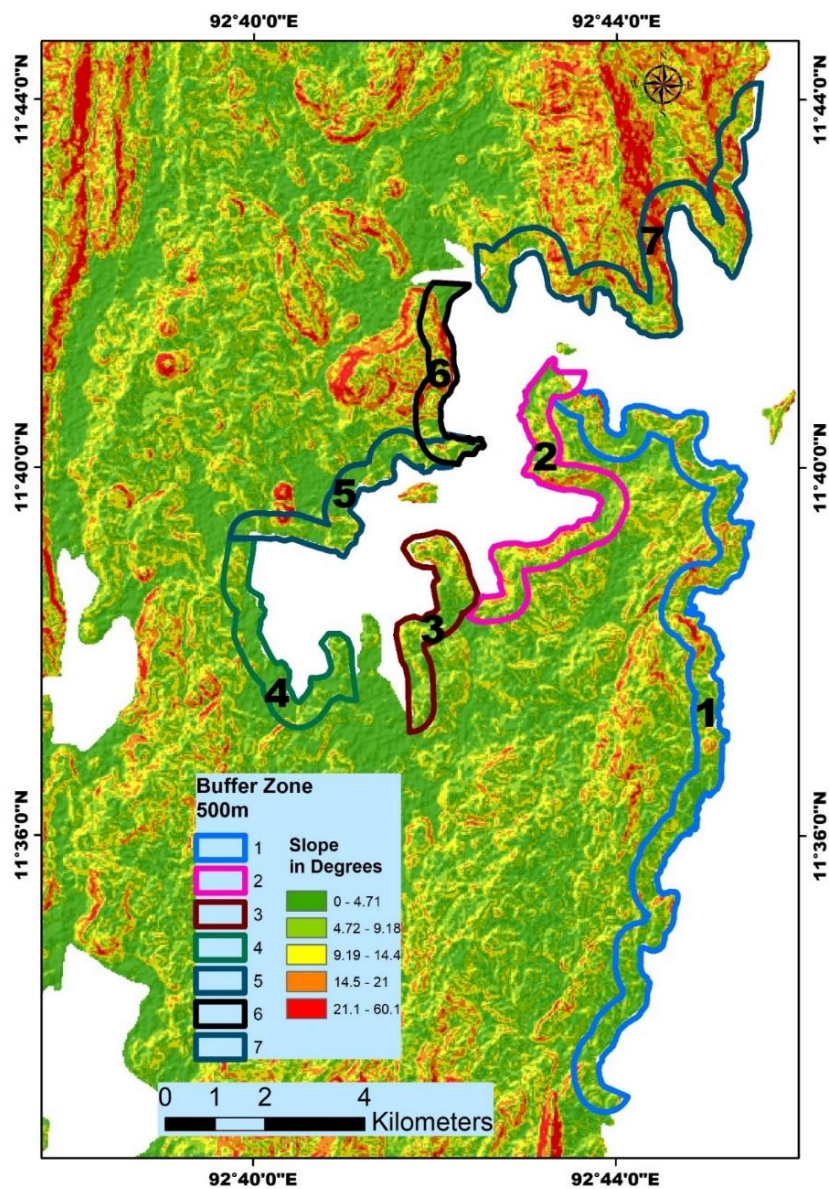 92°40'0"E 92°44'0"E
11°44'0"N 11°44'0"N
N
W E
S
7
6
2
11°40'0"N 11°40'0"N
5
3
4
1
Buffer Zone
500m
Slope
in Degrees
1
2
3
4
5
6
7
0 - 4.71
4.72 - 9.18
9.19 - 14.4
14.5 - 21
21.1 - 60.1
11°36'0"N 11°36'0"N
0 1 2 4
Kilometers
92°40'0"E 92°44'0"E